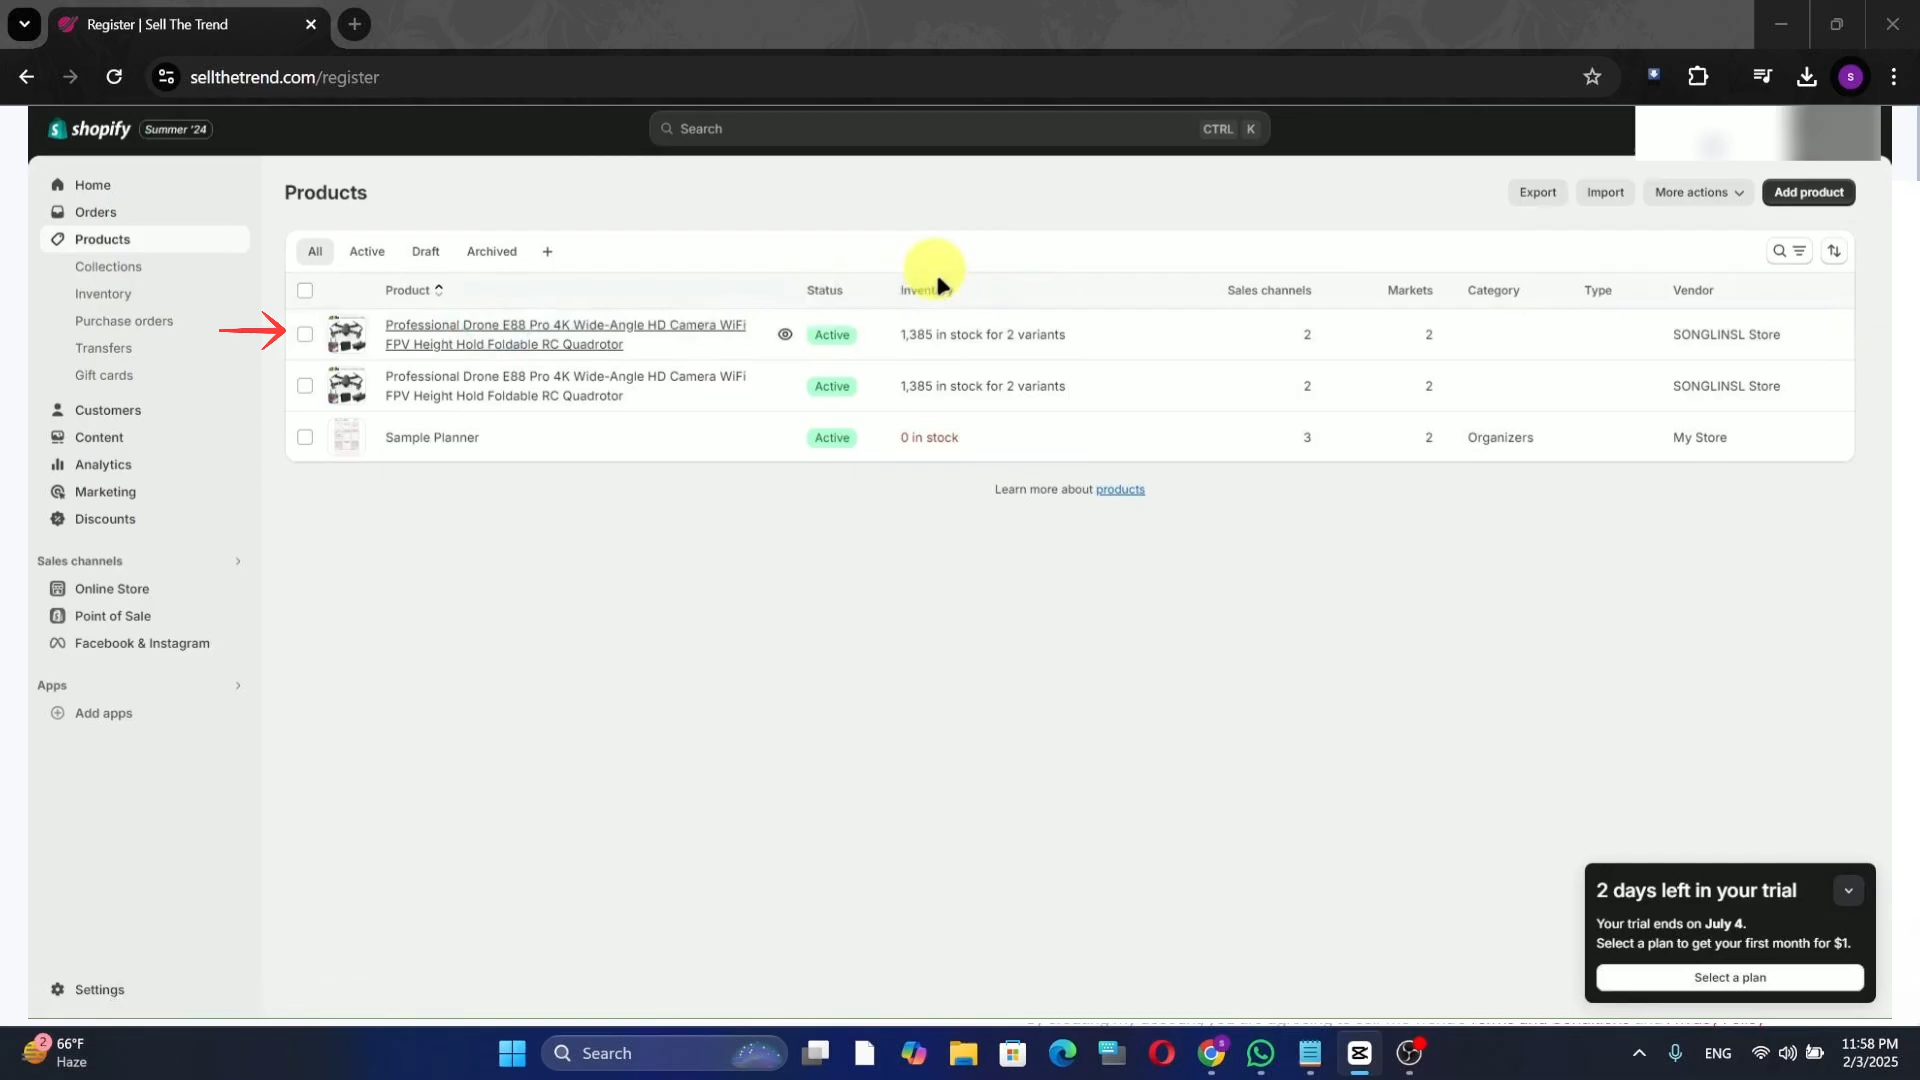 Register | Sell The Trend
sellthetrend.com/register
S
shopify
Summer '24
Search
CTRL K
Home
Orders
Products
Collections
Inventory
Purchase orders
Transfers
Gift cards
Customers
Content
Analytics
Marketing
Discounts
Sales channels
Online Store
Point of Sale
Facebook & Instagram
Apps
Add apps
Settings
Products
Export
Import
More actions
Add product
All
Active
Draft
Archived
Product
Status
Inventory
Sales channels
Markets
Category
Type
Vendor
Professional Drone E88 Pro 4K Wide-Angle HD Camera WiFi
FPV Height Hold Foldable RC Quadrotor
Active
1,385 in stock for 2 variants
2
2
SONGLINSL Store
Professional Drone E88 Pro 4K Wide-Angle HD Camera WiFi
FPV Height Hold Foldable RC Quadrotor
Active
1,385 in stock for 2 variants
2
2
SONGLINSL Store
Sample Planner
Active
0 in stock
3
2
Organizers
My Store
Learn more about products
2 days left in your trial
Your trial ends on July 4.
Select a plan to get your first month for $1.
Select a plan
2
66°F
Haze
Search
ENG
11:58 PM
2/3/2025